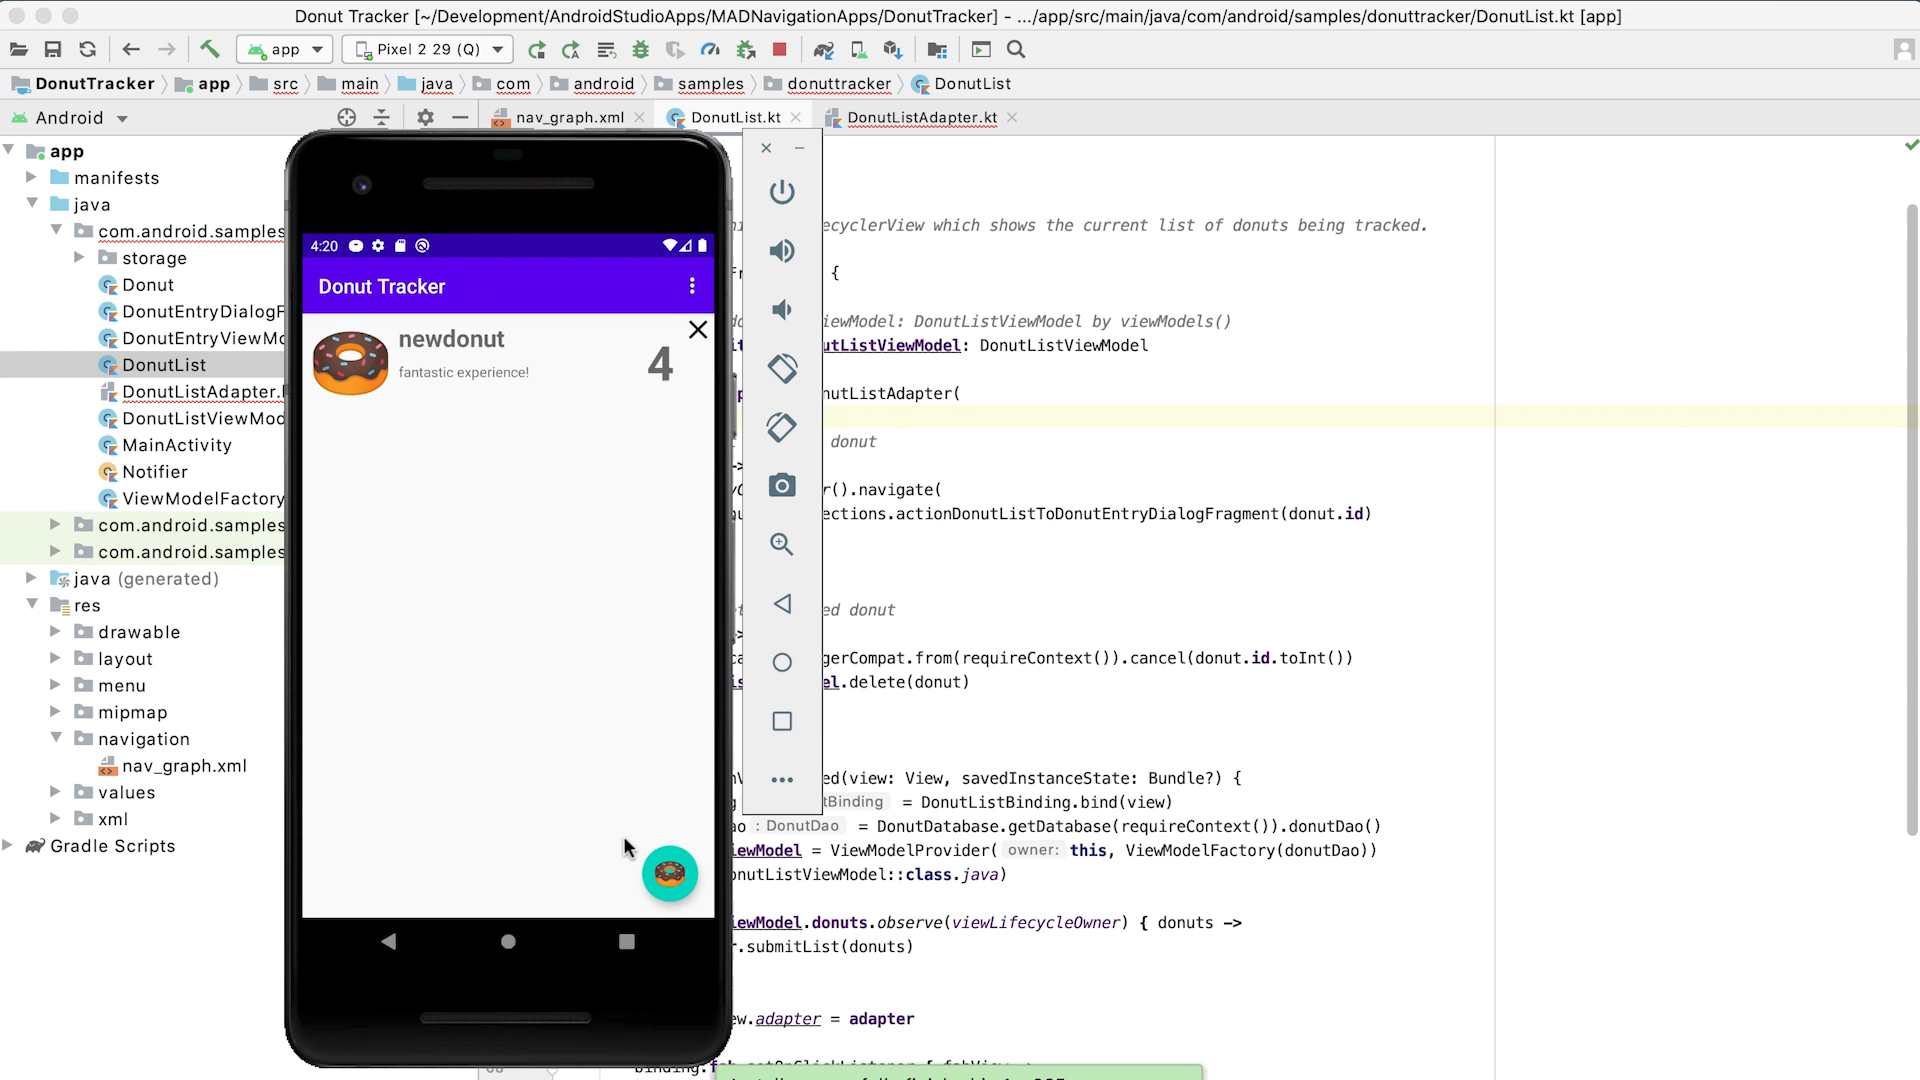 Donut Tracker [~/Development/AndroidStudioApps/MADNavigationApps/DonutTracker] - .../app/src/main/java/com/android/samples/donuttracker/DonutList.kt [app]
app
Pixel 2 29 (Q)
DonutTracker app src main java com android samples donuttracker DonutList
Android
nav_graph.xml
DonutList.kt
DonutListAdapter.kt
app
manifests
java
com.android.samples
storage
Donut
DonutEntryDialogF
DonutEntryViewMo
DonutList
DonutListAdapter.
DonutListViewMod
MainActivity
Notifier
ViewModelFactory
com.android.samples
com.android.samples
java (generated)
res
drawable
layout
menu
mipmap
navigation
nav_graph.xml
values
xml
Gradle Scripts
4:20
Donut Tracker
newdonut
fantastic experience!
4
ecyclerView which shows the current list of donuts being tracked.
{
iewModel: DonutListViewModel by viewModels()
utListViewModel: DonutListViewModel
nutListAdapter(
donut
->
r().navigate(
ections.actionDonutListToDonutEntryDialogFragment(donut.id)
ed donut
gerCompat.from(requireContext()).cancel(donut.id.toInt())
el.delete(donut)
ed(view: View, savedInstanceState: Bundle?) {
tBinding = DonutListBinding.bind(view)
ao : DonutDao = DonutDatabase.getDatabase(requireContext()).donutDao()
iewModel = ViewModelProvider( owner: this, ViewModelFactory(donutDao))
onutListViewModel::class.java)
iewModel.donuts.observe(viewLifecycleOwner) { donuts ->
r.submitList(donuts)
ew.adapter = adapter
binding.fab.setOnClickListener { fabView ->